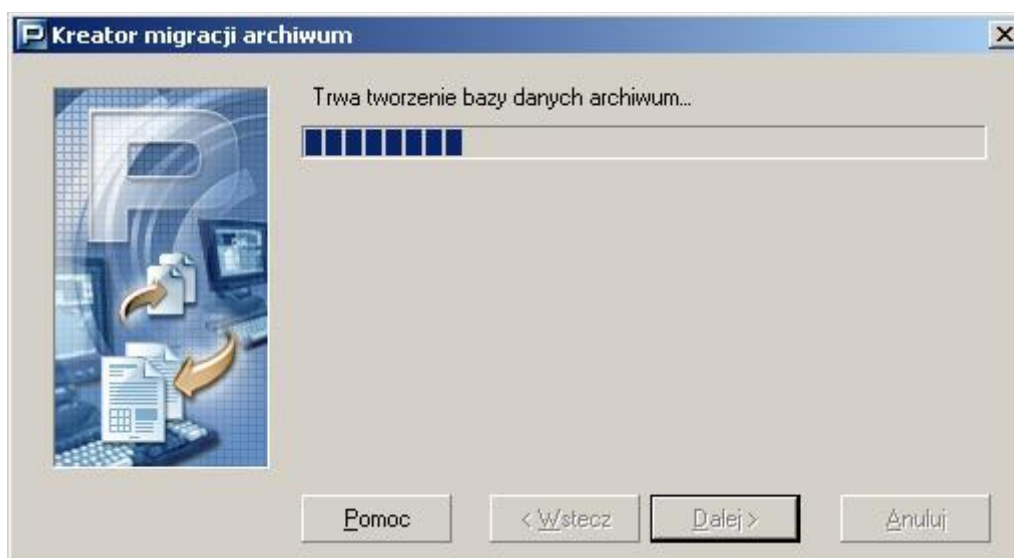 P Kreator migracji archiwum
P
Trwa tworzenie bazy danych archiwum...
Pomoc
< Wstecz
Dalej >
Anuluj